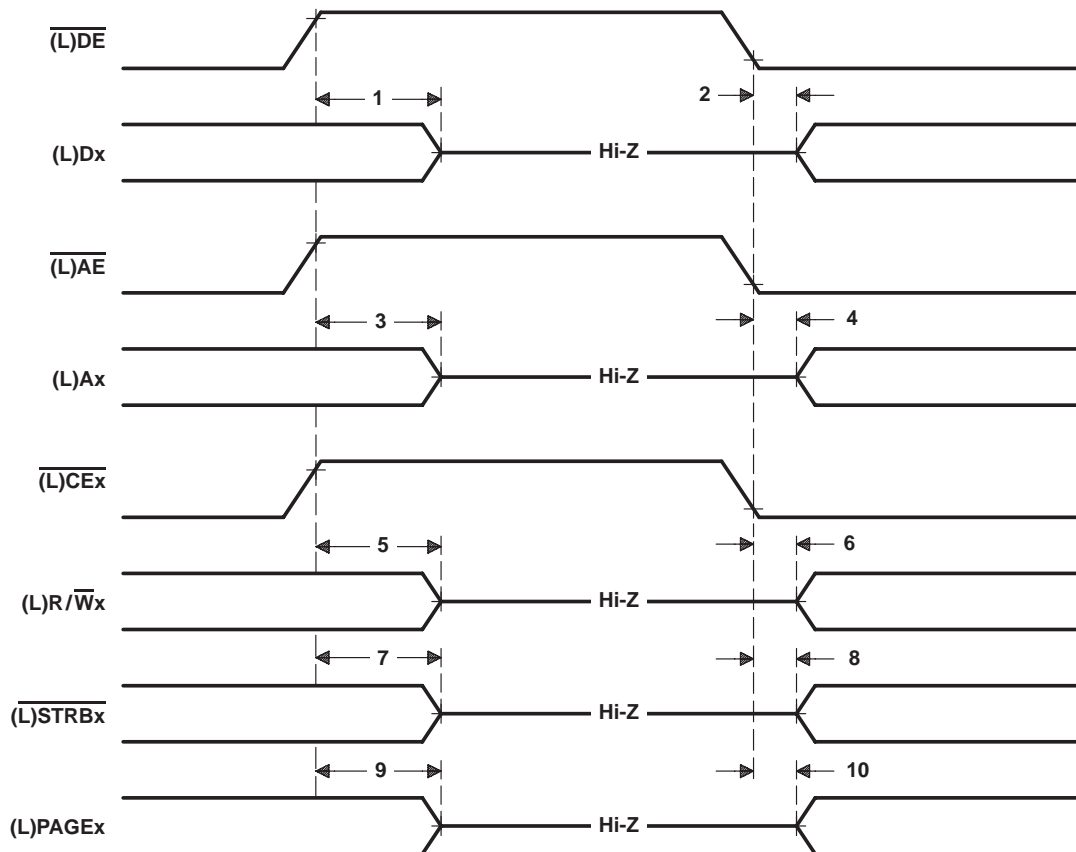 (L)DE
1
2
(L)Dx
Hi-Z
(L)AE
3
4
(L)Ax
Hi-Z
(L)CEx
5
6
(L)R/W̅x
Hi-Z
7
8
(L)STRBx
Hi-Z
9
10
(L)PAGEx
Hi-Z